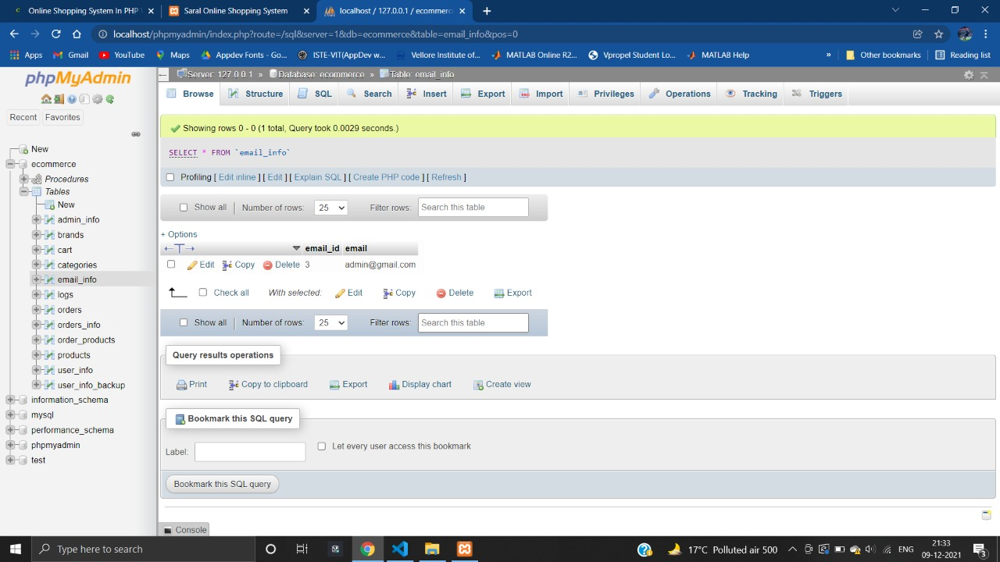 Online Shopping System In PHP
Saral Online Shopping System
localhost / 127.0.0.1 / ecommerce
localhost/phpmyadmin/index.php?route=/sql&server=1&db=ecommerce&table=email_info&pos=0
Apps Gmail YouTube Maps Appdev Fonts - Go... ISTE-VIT(AppDev w... Vellore Institute of... MATLAB Online R2... Vpropel Student Lo... MATLAB Help » Other bookmarks Reading list
phpMyAdmin
Recent Favorites
New
ecommerce
Procedures
Tables
New
admin_info
brands
cart
categories
email_info
logs
orders
orders_info
order_products
products
user_info
user_info_backup
information_schema
mysql
performance_schema
phpmyadmin
test
Server: 127.0.0.1 » Database: ecommerce » Table: email_info
Browse Structure SQL Search Insert Export Import Privileges Operations Tracking Triggers
Showing rows 0 - 0 (1 total, Query took 0.0029 seconds.)
SELECT * FROM `email_info`
Profiling [ Edit inline ] [ Edit ] [ Explain SQL ] [ Create PHP code ] [ Refresh ]
Show all Number of rows: 25 Filter rows: Search this table
+ Options
email_id email
Edit Copy Delete 3 admin@gmail.com
Check all With selected: Edit Copy Delete Export
Show all Number of rows: 25 Filter rows: Search this table
Query results operations
Print Copy to clipboard Export Display chart Create view
Bookmark this SQL query
Label: Let every user access this bookmark
Bookmark this SQL query
Console
Type here to search
17°C Polluted air 500
ENG
21:33
09-12-2021
3